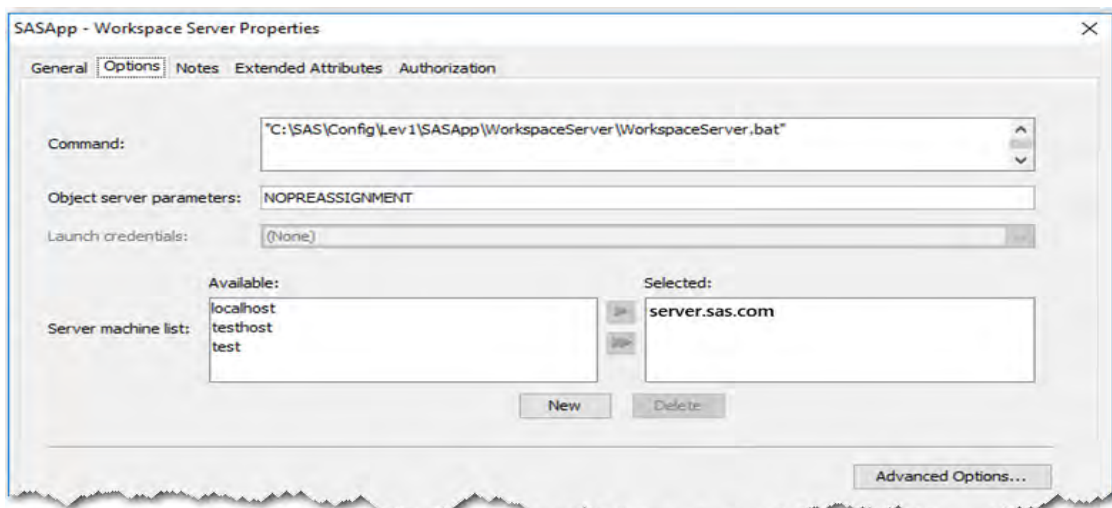 SASApp - Workspace Server Properties
General Options Notes Extended Attributes Authorization
Command:
"C:\SAS\Config\Lev1\SASApp\WorkspaceServer\WorkspaceServer.bat"
Object server parameters:
NOPREASSIGNMENT
Launch credentials:
(None)
Available:
Selected:
Server machine list:
localhost
testhost
test
server.sas.com
New
Delete
Advanced Options...